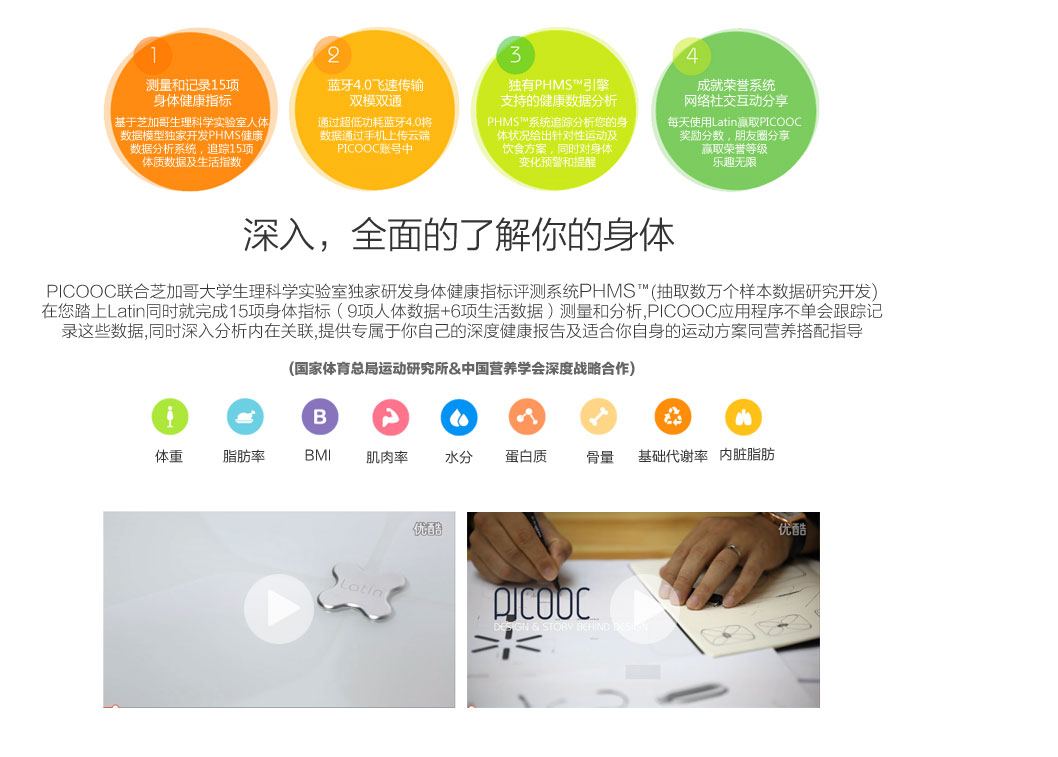 1
测量和记录15项
身体健康指标
基于芝加哥生理科学实验室人体
数据模型独家开发PHMS健康
数据分析系统，追踪15项
体质数据及生活指数
2
蓝牙4.0飞速传输
双模双通
通过超低功耗蓝牙4.0将
数据通过手机上传云端
PICOOC账号中
3
独有PHMS™引擎
支持的健康数据分析
PHMS™系统追踪分析您的身
体状况给出针对性运动及
饮食方案，同时对身体
变化预警和提醒
4
成就荣誉系统
网络社交互动分享
每天使用Latin赢取PICOOC
奖励分数，朋友圈分享
赢取荣誉等级
乐趣无限
深入，全面的了解你的身体
PICOOC联合芝加哥大学生理科学实验室独家研发身体健康指标评测系统PHMS™(抽取数万个样本数据研究开发)
在您踏上Latin同时就完成15项身体指标（9项人体数据+6项生活数据）测量和分析,PICOOC应用程序不单会跟踪记
录这些数据,同时深入分析内在关联,提供专属于你自己的深度健康报告及适合你自身的运动方案同营养搭配指导
(国家体育总局运动研究所&中国营养学会深度战略合作)
B
体重 脂肪率 BMI 肌肉率 水分 蛋白质 骨量 基础代谢率 内脏脂肪
优酷
Latin
优酷
PICOOC
DESIGN & STORY BEHIND DESIGN